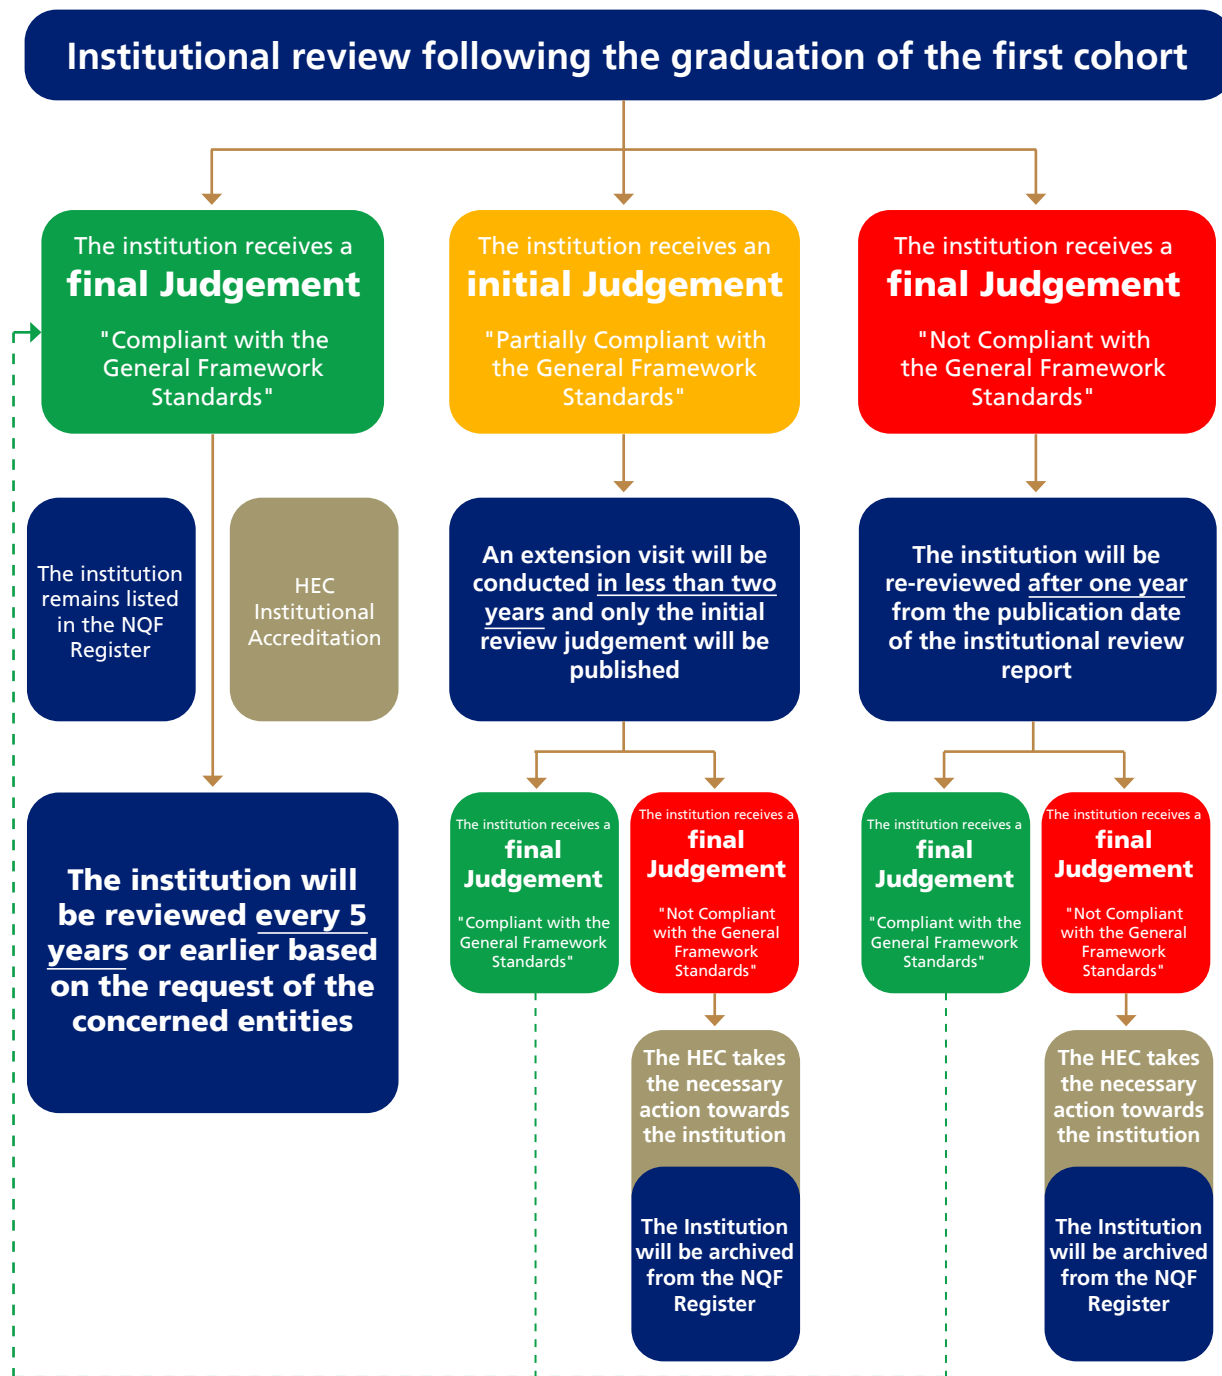 Institutional review following the graduation of the first cohort
The institution receives a
final Judgement
"Compliant with the
General Framework
Standards"
The institution receives an
initial Judgement
"Partially Compliant with
the General Framework
Standards"
The institution receives a
final Judgement
"Not Compliant with
the General Framework
Standards"
The institution
remains listed
in the NQF
Register
HEC
Institutional
Accreditation
An extension visit will be
conducted in less than two
years and only the initial
review judgement will be
published
The institution will be
re-reviewed after one year
from the publication date
of the institutional review
report
The institution will
be reviewed every 5
years or earlier based
on the request of the
concerned entities
The institution receives a
final
Judgement
"Compliant with the
General Framework
Standards"
The institution receives a
final
Judgement
"Not Compliant
with the General
Framework
Standards"
The institution receives a
final
Judgement
"Compliant with the
General Framework
Standards"
The institution receives a
final
Judgement
"Not Compliant
with the General
Framework
Standards"
The HEC takes
the necessary
action towards
the institution
The Institution
will be archived
from the NQF
Register
The HEC takes
the necessary
action towards
the institution
The Institution
will be archived
from the NQF
Register